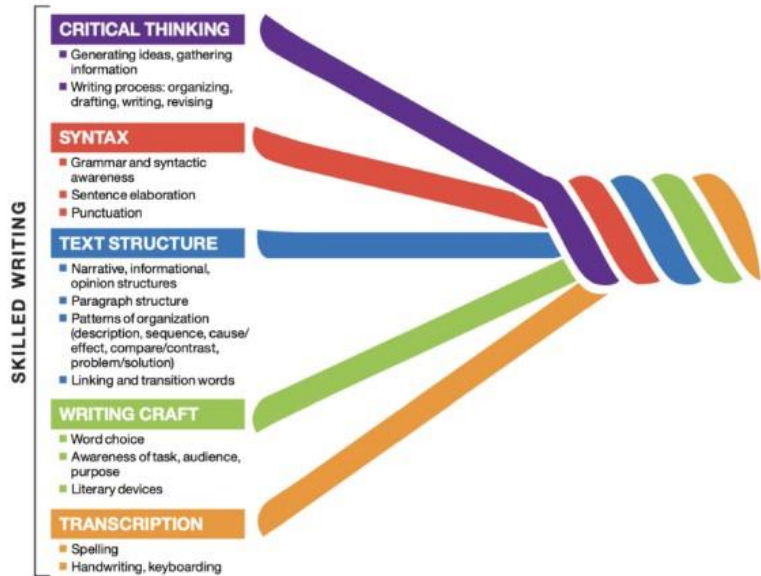 SKILLED WRITING
CRITICAL THINKING
■ Generating ideas, gathering
information
■ Writing process: organizing,
drafting, writing, revising
SYNTAX
■ Grammar and syntactic
awareness
■ Sentence elaboration
■ Punctuation
TEXT STRUCTURE
■ Narrative, informational,
opinion structures
■ Paragraph structure
■ Patterns of organization
(description, sequence, cause/
effect, compare/contrast,
problem/solution)
■ Linking and transition words
WRITING CRAFT
■ Word choice
■ Awareness of task, audience,
purpose
■ Literary devices
TRANSCRIPTION
■ Spelling
■ Handwriting, keyboarding